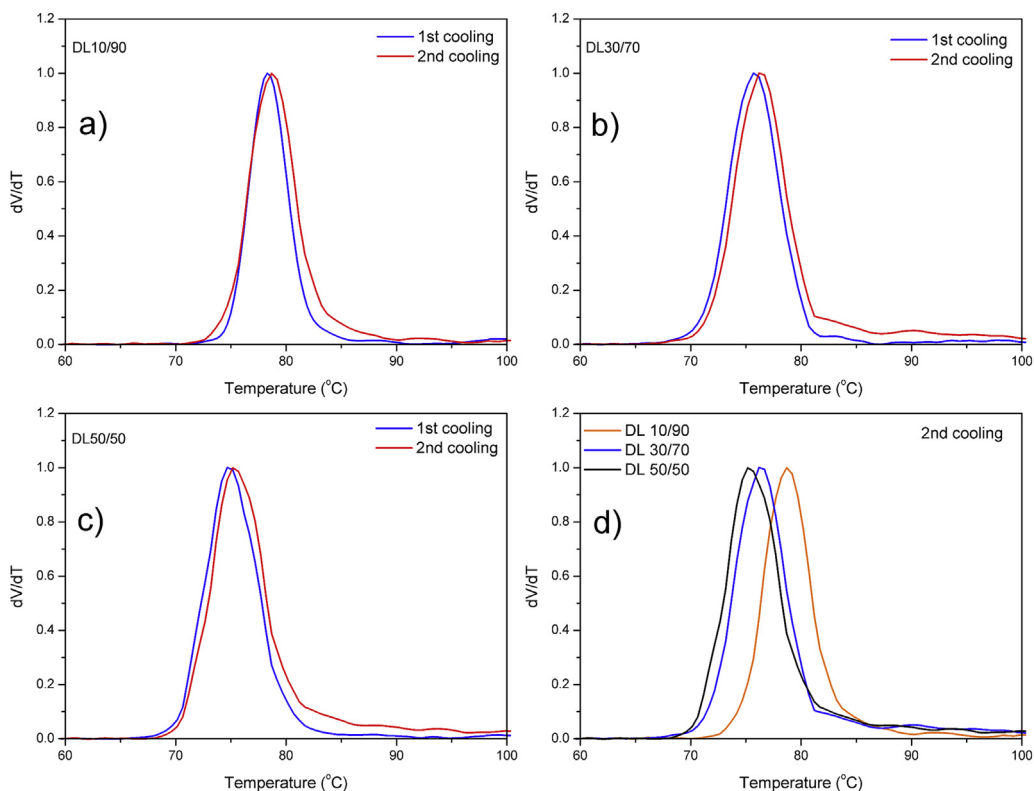 DL10/90
1st cooling
2nd cooling
a)
dV/dT
1.2
1.0
0.8
0.6
0.4
0.2
0.0
60 70 80 90 100
Temperature (°C)
DL30/70
1st cooling
2nd cooling
b)
dV/dT
1.2
1.0
0.8
0.6
0.4
0.2
0.0
60 70 80 90 100
Temperature (°C)
DL50/50
1st cooling
2nd cooling
c)
dV/dT
1.2
1.0
0.8
0.6
0.4
0.2
0.0
60 70 80 90 100
Temperature (°C)
DL 10/90
DL 30/70
DL 50/50
2nd cooling
d)
dV/dT
1.2
1.0
0.8
0.6
0.4
0.2
0.0
60 70 80 90 100
Temperature (°C)